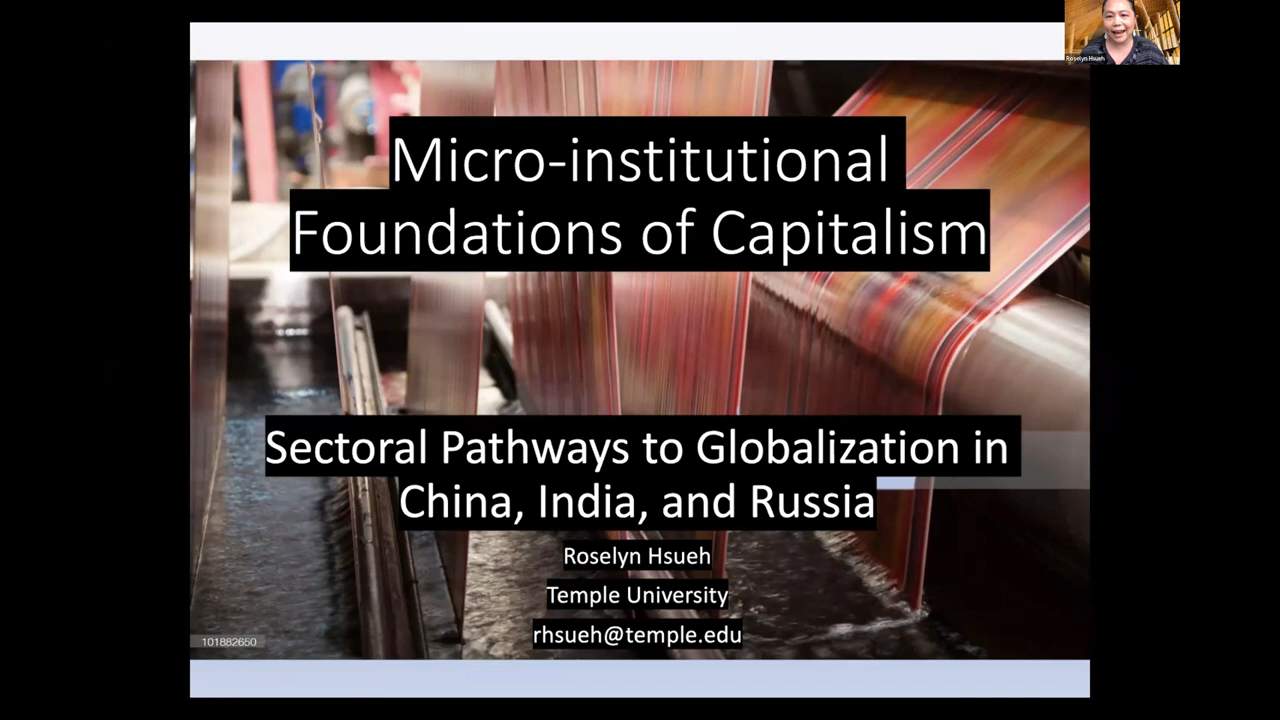 Roselyn Hsueh
Micro-institutional
Foundations of Capitalism
Sectoral Pathways to Globalization in
China, India, and Russia
Roselyn Hsueh
Temple University
rhsueh@temple.edu
101882650